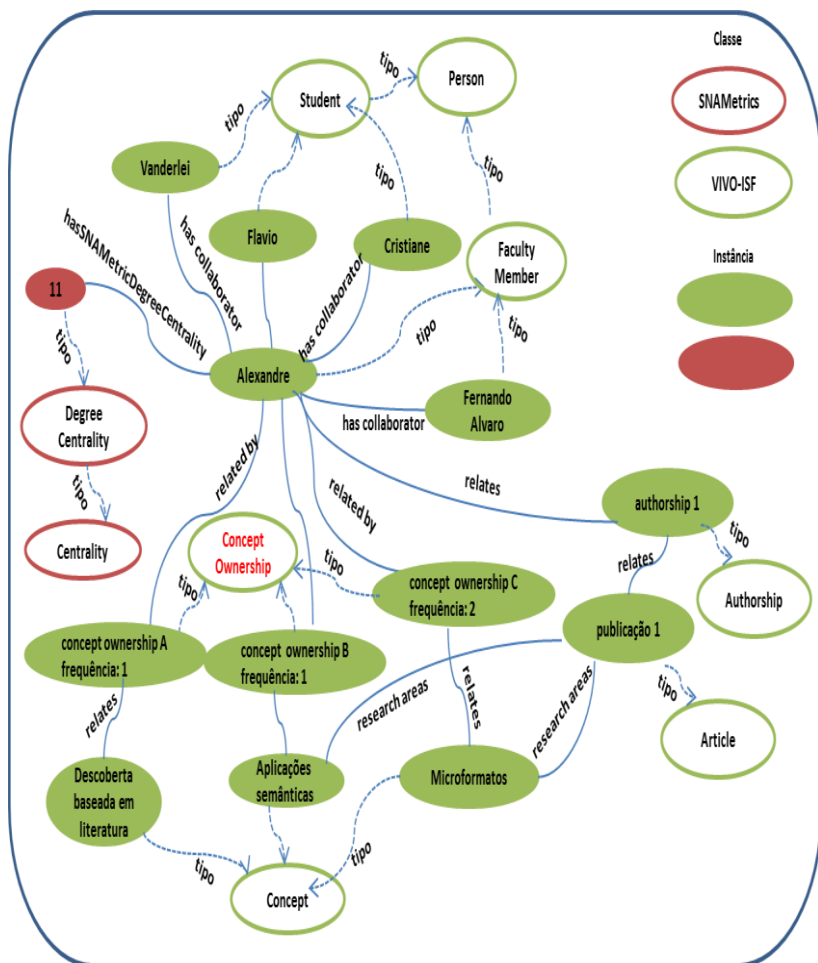 Classe
SNAMetrics
VIVO-ISF
Instância
Student
tipo
Person
tipo
Vanderlei
tipo
tipo
Flavio
Cristiane
Faculty
Member
hasSNAMetricDegreeCentrality
has collaborator
has collaborator
11
tipo
tipo
tipo
Alexandre
Fernando
Alvaro
has collaborator
Degree
Centrality
tipo
Centrality
related by
related by
relates
authorship 1
tipo
Authorship
relates
Concept
Ownership
tipo
tipo
concept ownership C
frequência: 2
concept ownership A
frequência: 1
concept ownership B
frequência: 1
publicação 1
tipo
Article
relates
research areas
relates
research areas
Descoberta
baseada em
literatura
Aplicações
semânticas
Microformatos
tipo
tipo
Concept